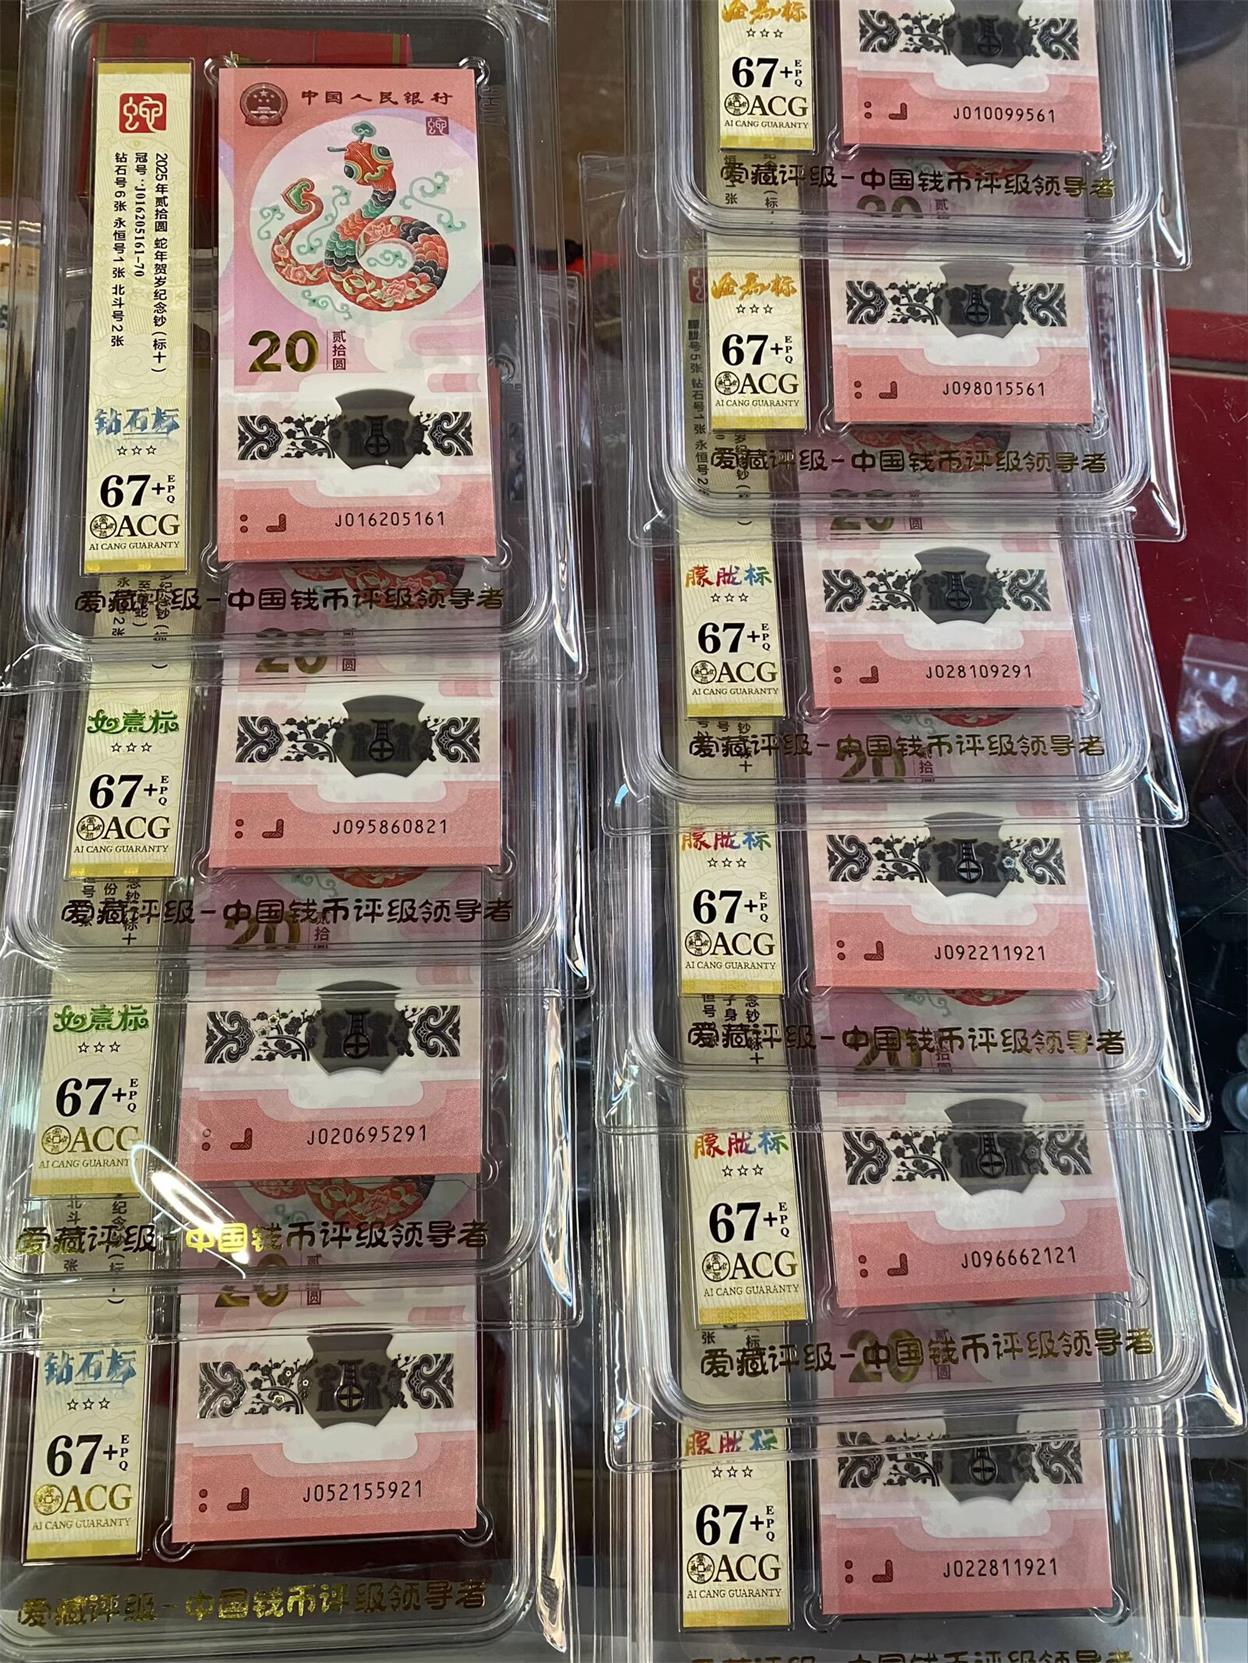 2025年贰拾圆 蛇年贺岁纪念钞（标十）
冠号：J016205161-70
钻石号6张 永恒号1张 北斗号2张
钻石标
☆☆☆
67+EPQ
ACG
AI CANG GUARANTY
中国人民银行
20
贰拾圆
J016205161
爱藏评级-中国钱币评级领导者
20
如意标
☆☆☆
67+EPQ
ACG
AI CANG GUARANTY
J095860821
爱藏评级-中国钱币评级领导者
20
拾圆
如意标
☆☆☆
67+EPQ
ACG
AI CANG GUARANTY
J020695291
爱藏评级-中国钱币评级领导者
20
贰拾圆
钻石标
☆☆☆
67+EPQ
ACG
AI CANG GUARANTY
J052155921
爱藏评级-中国钱币评级领导者
☆☆☆
67+EPQ
ACG
AI CANG GUARANTY
J010099561
爱藏评级-中国钱币评级领导者
☆☆☆
67+EPQ
ACG
AI CANG GUARANTY
J098015561
爱藏评级-中国钱币评级领导者
朦胧标
☆☆☆
67+EPQ
ACG
AI CANG GUARANTY
J028109291
爱藏评级-中国钱币评级领导者
20
朦胧标
☆☆☆
67+EPQ
ACG
AI CANG GUARANTY
J092211921
爱藏评级-中国钱币评级领导者
20
朦胧标
☆☆☆
67+EPQ
ACG
AI CANG GUARANTY
J096662121
爱藏评级-中国钱币评级领导者
20
朦胧标
☆☆☆
67+EPQ
ACG
AI CANG GUARANTY
J022811921